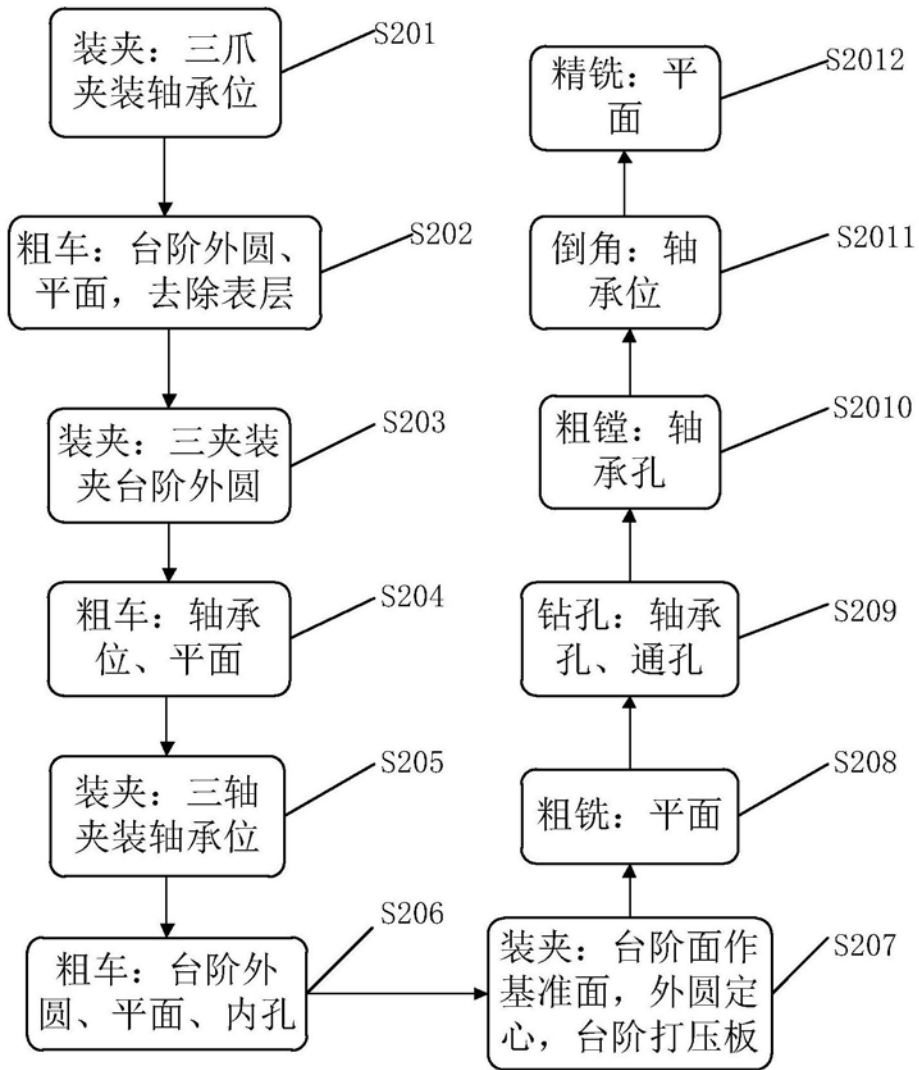 装夹：三爪
夹装轴承位
S201
粗车：台阶外圆、
平面，去除表层
S202
装夹：三夹装
夹台阶外圆
S203
粗车：轴承
位、平面
S204
装夹：三轴
夹装轴承位
S205
粗车：台阶外
圆、平面、内孔
S206
装夹：台阶面作
基准面，外圆定
心，台阶打压板
S207
粗铣：平面
S208
钻孔：轴承
孔、通孔
S209
粗镗：轴
承孔
S2010
倒角：轴
承位
S2011
精铣：平
面
S2012